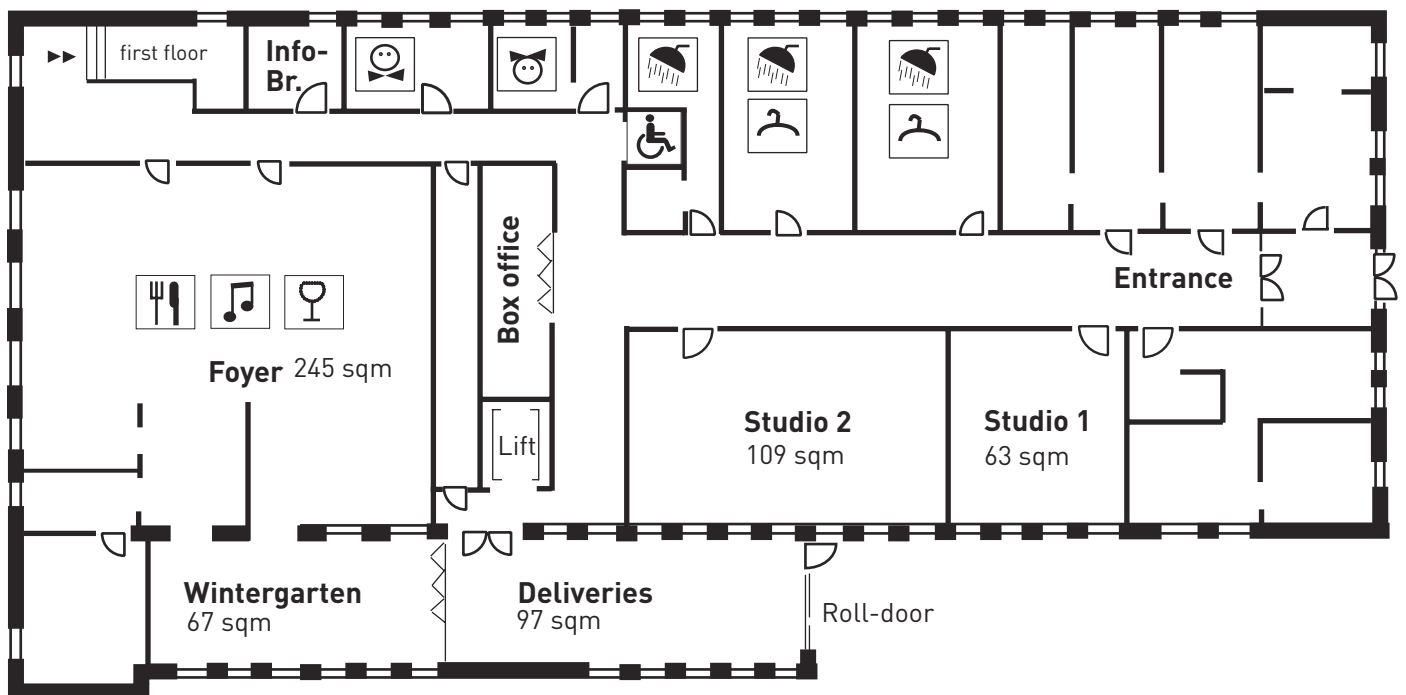 first floor
Info-
Br.
Box office
Entrance
Foyer 245 sqm
Lift
Studio 2
109 sqm
Studio 1
63 sqm
Wintergarten
67 sqm
Deliveries
97 sqm
Roll-door